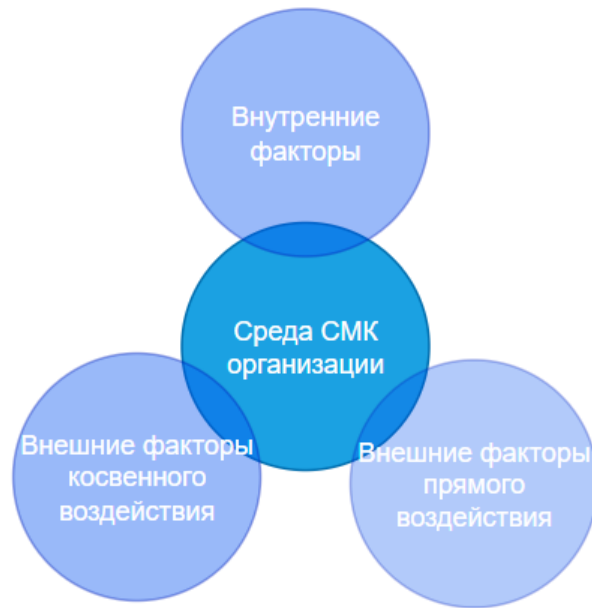 Внутренние
факторы
Среда СМК
организации
Внешние факторы
косвенного
воздействия
Внешние факторы
прямого
воздействия